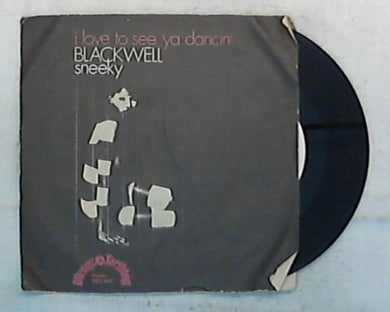 i love to see ya dancin'
BLACKWELL
sneeky